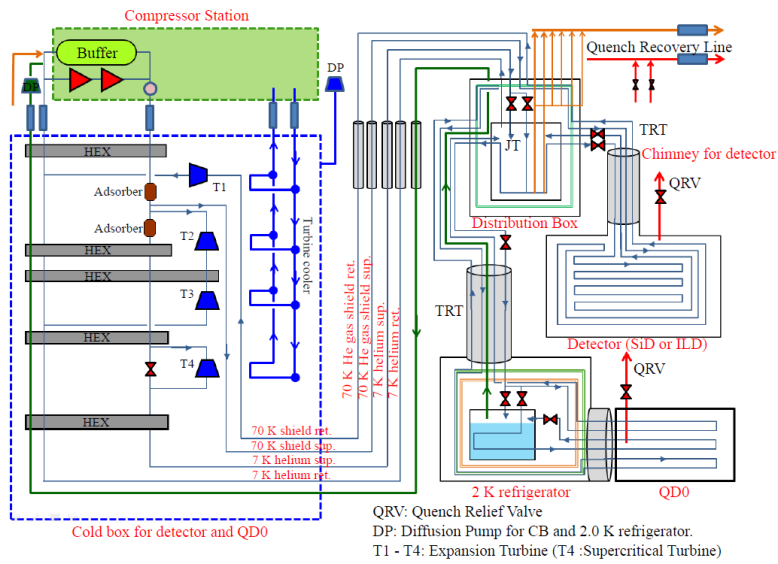 Compressor Station
Buffer
DP
DP
Quench Recovery Line
HEX
Adsorber
T1
Adsorber
T2
HEX
HEX
T3
HEX
T4
HEX
Turbine cooler
70 K He gas shield ret.
70 K He gas shield sup.
7 K helium sup.
7 K helium ret.
70 K shield ret.
70 K shield sup.
7 K helium sup.
7 K helium ret.
Cold box for detector and QD0
JT
Distribution Box
TRT
Chimney for detector
QRV
TRT
Detector (SiD or ILD)
QRV
2 K refrigerator
QD0
QRV: Quench Relief Valve
DP: Diffusion Pump for CB and 2.0 K refrigerator.
T1 - T4: Expansion Turbine (T4 :Supercritical Turbine)